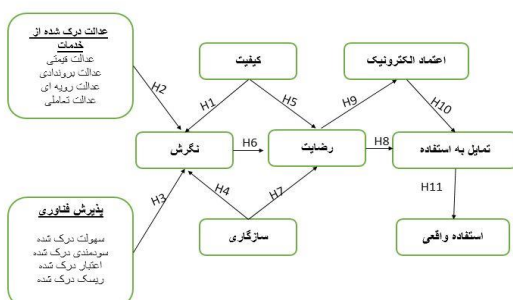 عدالت درک شده از
خدمات
عدالت قیمتی
عدالت بروندادی
عدالت رویه ای
عدالت تعاملی
کیفیت
اعتماد الکترونیک
H2
H1
H5
H9
H10
نگرش
H6
رضایت
H8
تمایل به استفاده
H3
H4
H7
H11
پذیرش فناوری
سهولت درک شده
سودمندی درک شده
اعتبار درک شده
ریسک درک شده
سازگاری
استفاده واقعی